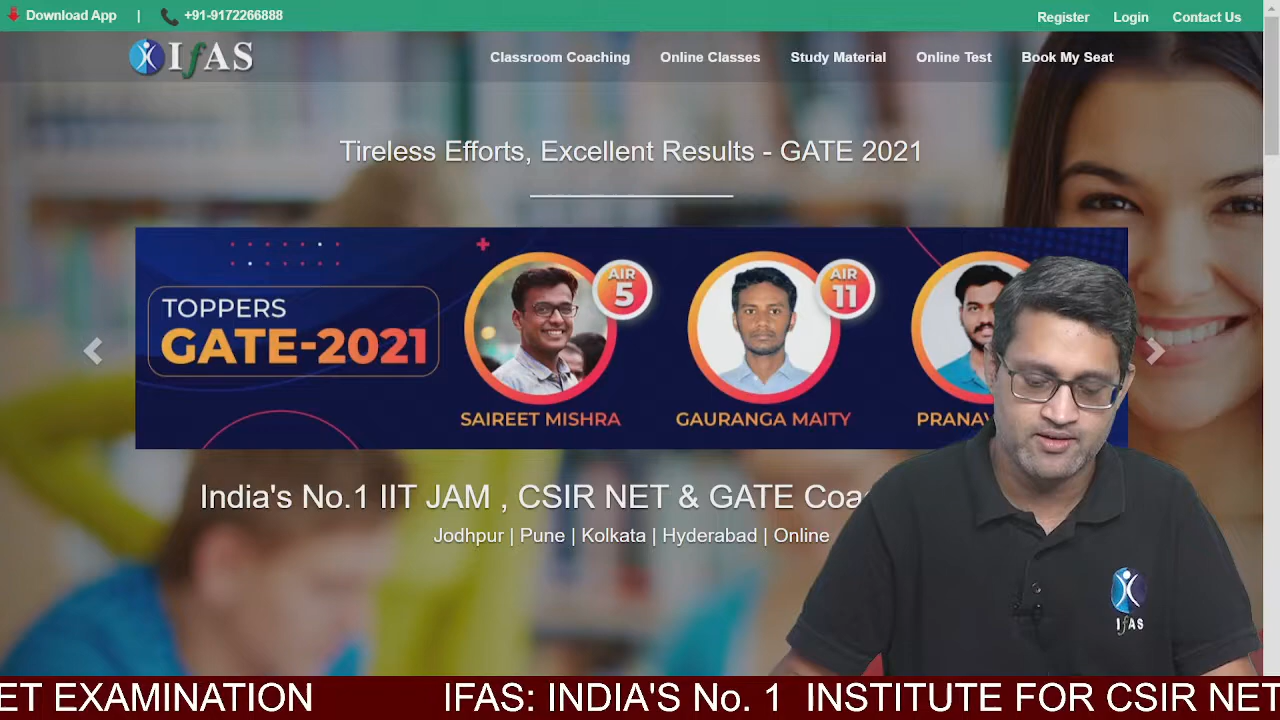 Download App | +91-9172266888 Register Login Contact Us
IfAS Classroom Coaching Online Classes Study Material Online Test Book My Seat
Tireless Efforts, Excellent Results - GATE 2021
TOPPERS
GATE-2021
AIR
5
SAIREET MISHRA
AIR
11
GAURANGA MAITY
PRANAV
India's No.1 IIT JAM , CSIR NET & GATE Coa
Jodhpur | Pune | Kolkata | Hyderabad | Online
IfAS
ET EXAMINATION IFAS: INDIA'S No. 1 INSTITUTE FOR CSIR NET